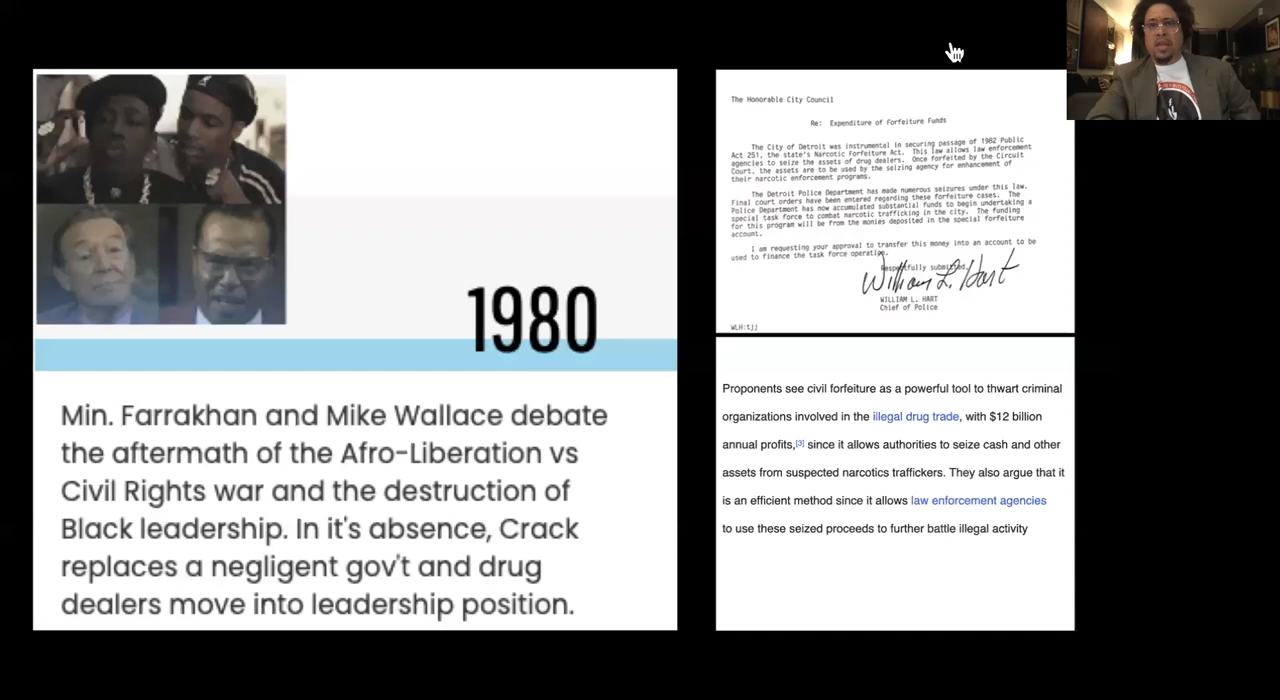 1980
Min. Farrakhan and Mike Wallace debate
the aftermath of the Afro-Liberation vs
Civil Rights war and the destruction of
Black leadership. In it's absence, Crack
replaces a negligent gov't and drug
dealers move into leadership position.
The Honorable City Council
Re: Expenditure of Forfeiture Funds
The City of Detroit was instrumental in securing passage of 1982 Public
Act 251, the state's Narcotic Forfeiture Act. This law allows law enforcement
agencies to seize the assets of drug dealers. Once forfeited by the Circuit
Court, the assets are to be used by the seizing agency for enhancement of
their narcotic enforcement programs.
The Detroit Police Department has made numerous seizures under this law.
Final court orders have been entered regarding these forfeiture cases. The
Police Department has now accumulated substantial funds to begin undertaking a
special task force to combat narcotic trafficking in the city. The funding
for this program will be from the monies deposited in the special forfeiture
account.
I am requesting your approval to transfer this money into an account to be
used to finance the task force operation.
Respectfully submitted,
William L. Hart
WILLIAM L. HART
Chief of Police
WLH:tjj
Proponents see civil forfeiture as a powerful tool to thwart criminal
organizations involved in the illegal drug trade, with $12 billion
annual profits,[3] since it allows authorities to seize cash and other
assets from suspected narcotics traffickers. They also argue that it
is an efficient method since it allows law enforcement agencies
to use these seized proceeds to further battle illegal activity